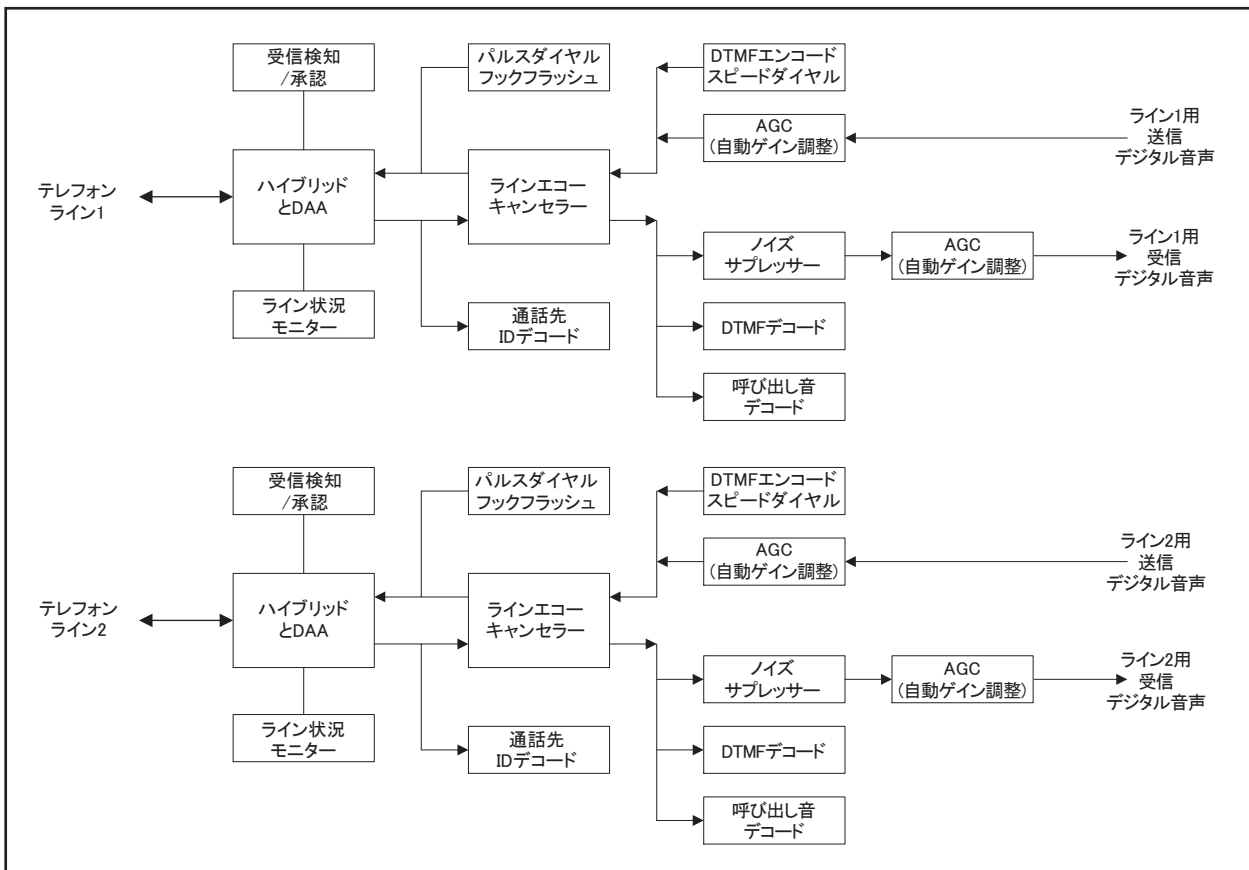 受信検知
/承認
パルスダイヤル
フックフラッシュ
DTMFエンコード
スピードダイヤル
AGC
(自動ゲイン調整)
ライン1用
送信
デジタル音声
テレフォン
ライン1
ハイブリッド
とDAA
ラインエコー
キャンセラー
ノイズ
サプレッサー
AGC
(自動ゲイン調整)
ライン1用
受信
デジタル音声
ライン状況
モニター
通話先
IDデコード
DTMFデコード
呼び出し音
デコード
受信検知
/承認
パルスダイヤル
フックフラッシュ
DTMFエンコード
スピードダイヤル
AGC
(自動ゲイン調整)
ライン2用
送信
デジタル音声
テレフォン
ライン2
ハイブリッド
とDAA
ラインエコー
キャンセラー
ノイズ
サプレッサー
AGC
(自動ゲイン調整)
ライン2用
受信
デジタル音声
ライン状況
モニター
通話先
IDデコード
DTMFデコード
呼び出し音
デコード